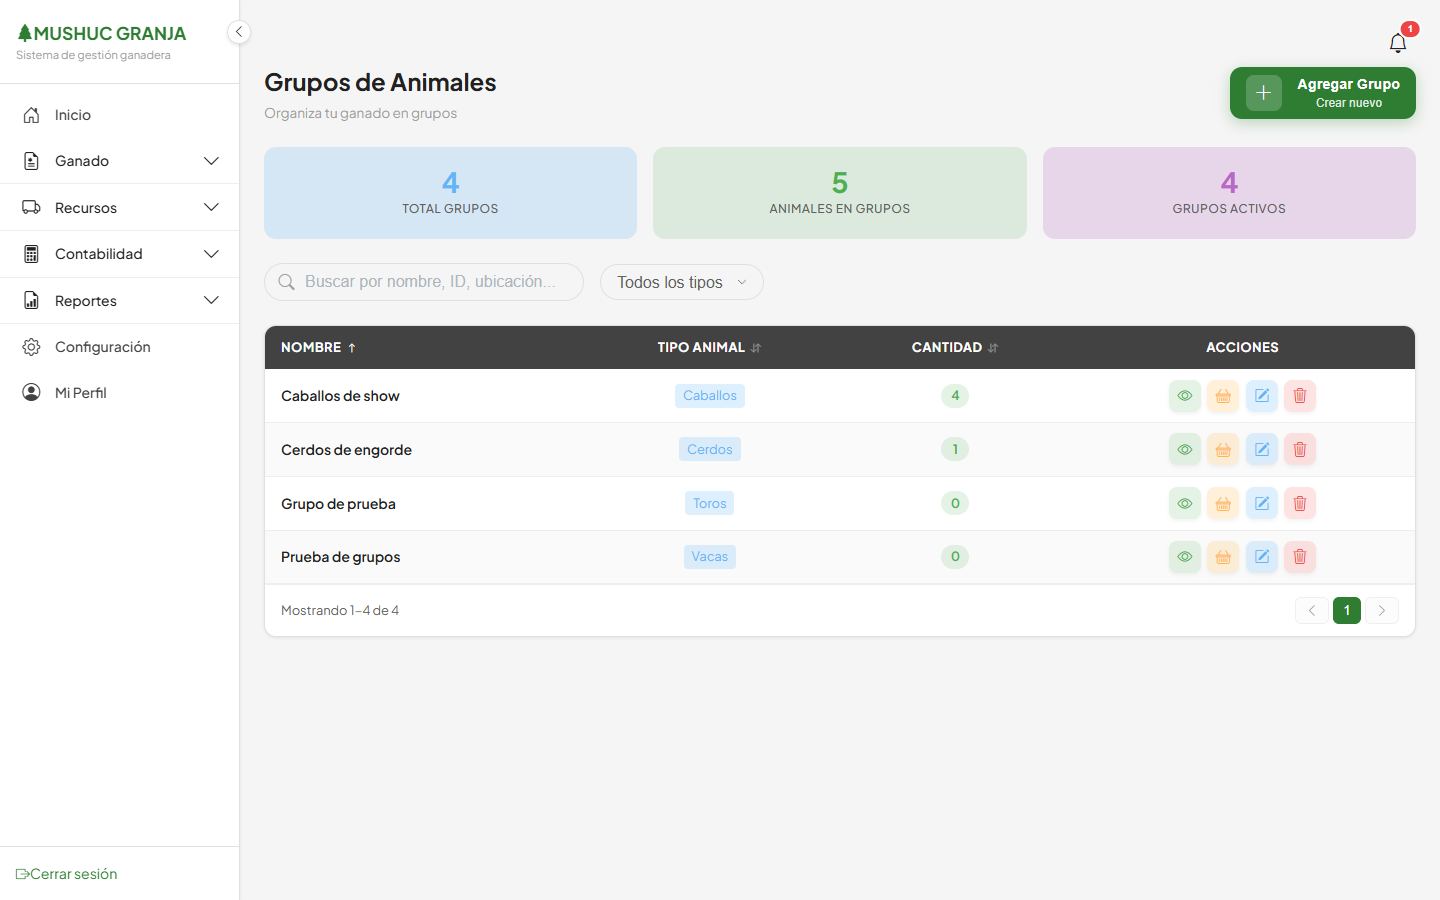 MUSHUC GRANJA
Sistema de gestión ganadera
Inicio
Ganado
Recursos
Contabilidad
Reportes
Configuración
Mi Perfil
Cerrar sesión
1
Grupos de Animales
Organiza tu ganado en grupos
Agregar Grupo
Crear nuevo
4
TOTAL GRUPOS
5
ANIMALES EN GRUPOS
4
GRUPOS ACTIVOS
Buscar por nombre, ID, ubicación...
Todos los tipos
NOMBRE ↑ TIPO ANIMAL CANTIDAD ACCIONES
Caballos de show Caballos 4
Cerdos de engorde Cerdos 1
Grupo de prueba Toros 0
Prueba de grupos Vacas 0
Mostrando 1–4 de 4
1